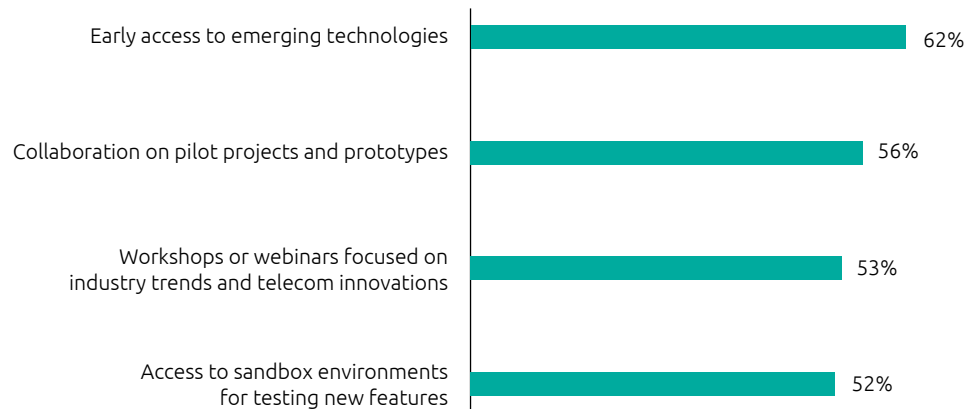 Early access to emerging technologies
62%
Collaboration on pilot projects and prototypes
56%
Workshops or webinars focused on
industry trends and telecom innovations
53%
Access to sandbox environments
for testing new features
52%